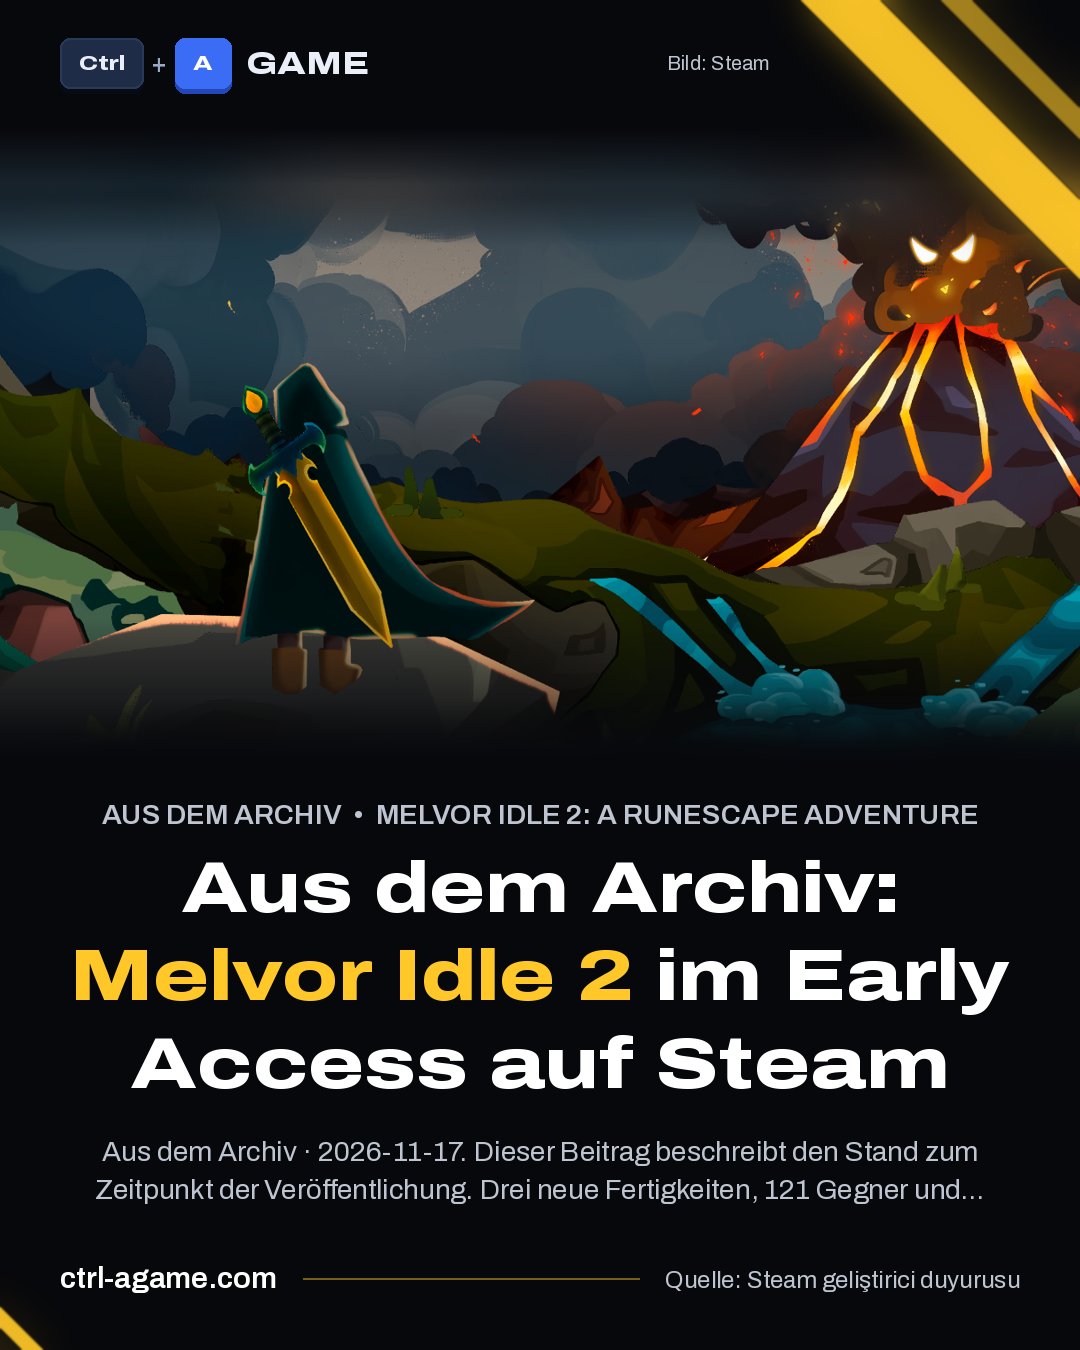 Ctrl + A GAME
Bild: Steam
AUS DEM ARCHIV • MELVOR IDLE 2: A RUNESCAPE ADVENTURE
Aus dem Archiv:
Melvor Idle 2 im Early
Access auf Steam
Aus dem Archiv · 2026-11-17. Dieser Beitrag beschreibt den Stand zum
Zeitpunkt der Veröffentlichung. Drei neue Fertigkeiten, 121 Gegner und...
ctrl-agame.com
Quelle: Steam geliştirici duyurusu